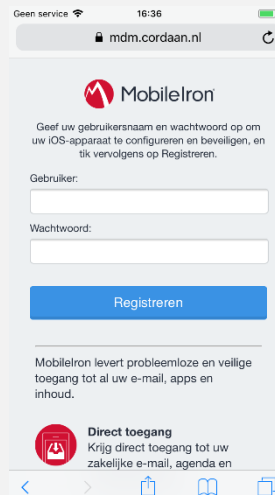 Geen service 16:36
mdm.cordaan.nl
MobileIron
Geef uw gebruikersnaam en wachtwoord op om
uw iOS-apparaat te configureren en beveiligen, en
tik vervolgens op Registreren.
Gebruiker:
Wachtwoord:
Registreren
MobileIron levert probleemloze en veilige
toegang tot al uw e-mail, apps en
inhoud.
Direct toegang
Krijg direct toegang tot uw
zakelijke e-mail, agenda en